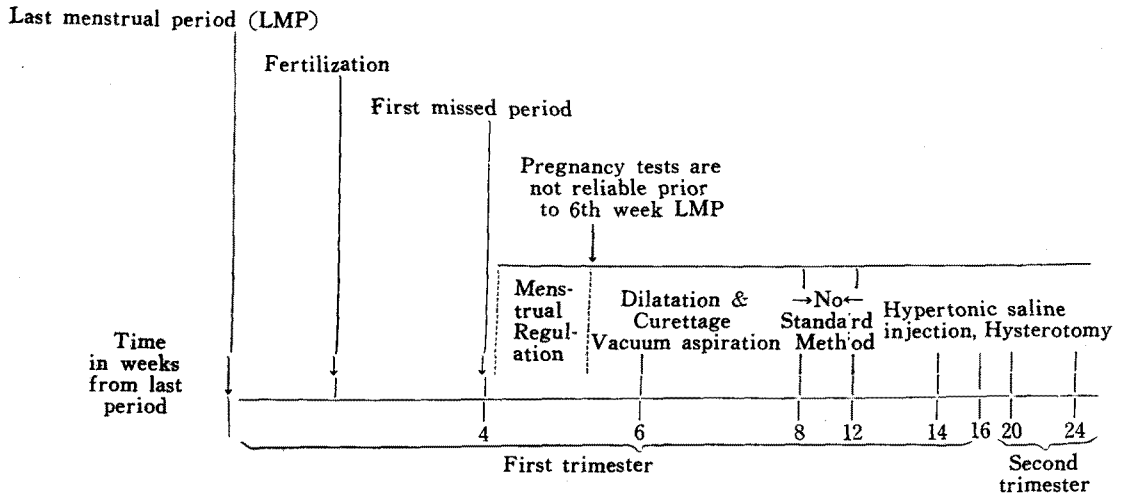 Last menstrual period (LMP)
Fertilization
First missed period
Pregnancy tests are
not reliable prior
to 6th week LMP
Mens-
trual
Regul-
ation
Dilatation &
Curettage
Vacuum aspiration
→No←
Standard
Method
Hypertonic saline
injection, Hysterotomy
Time
in weeks
from last
period
4 6 8 12 14 16 20 24
First trimester
Second
trimester